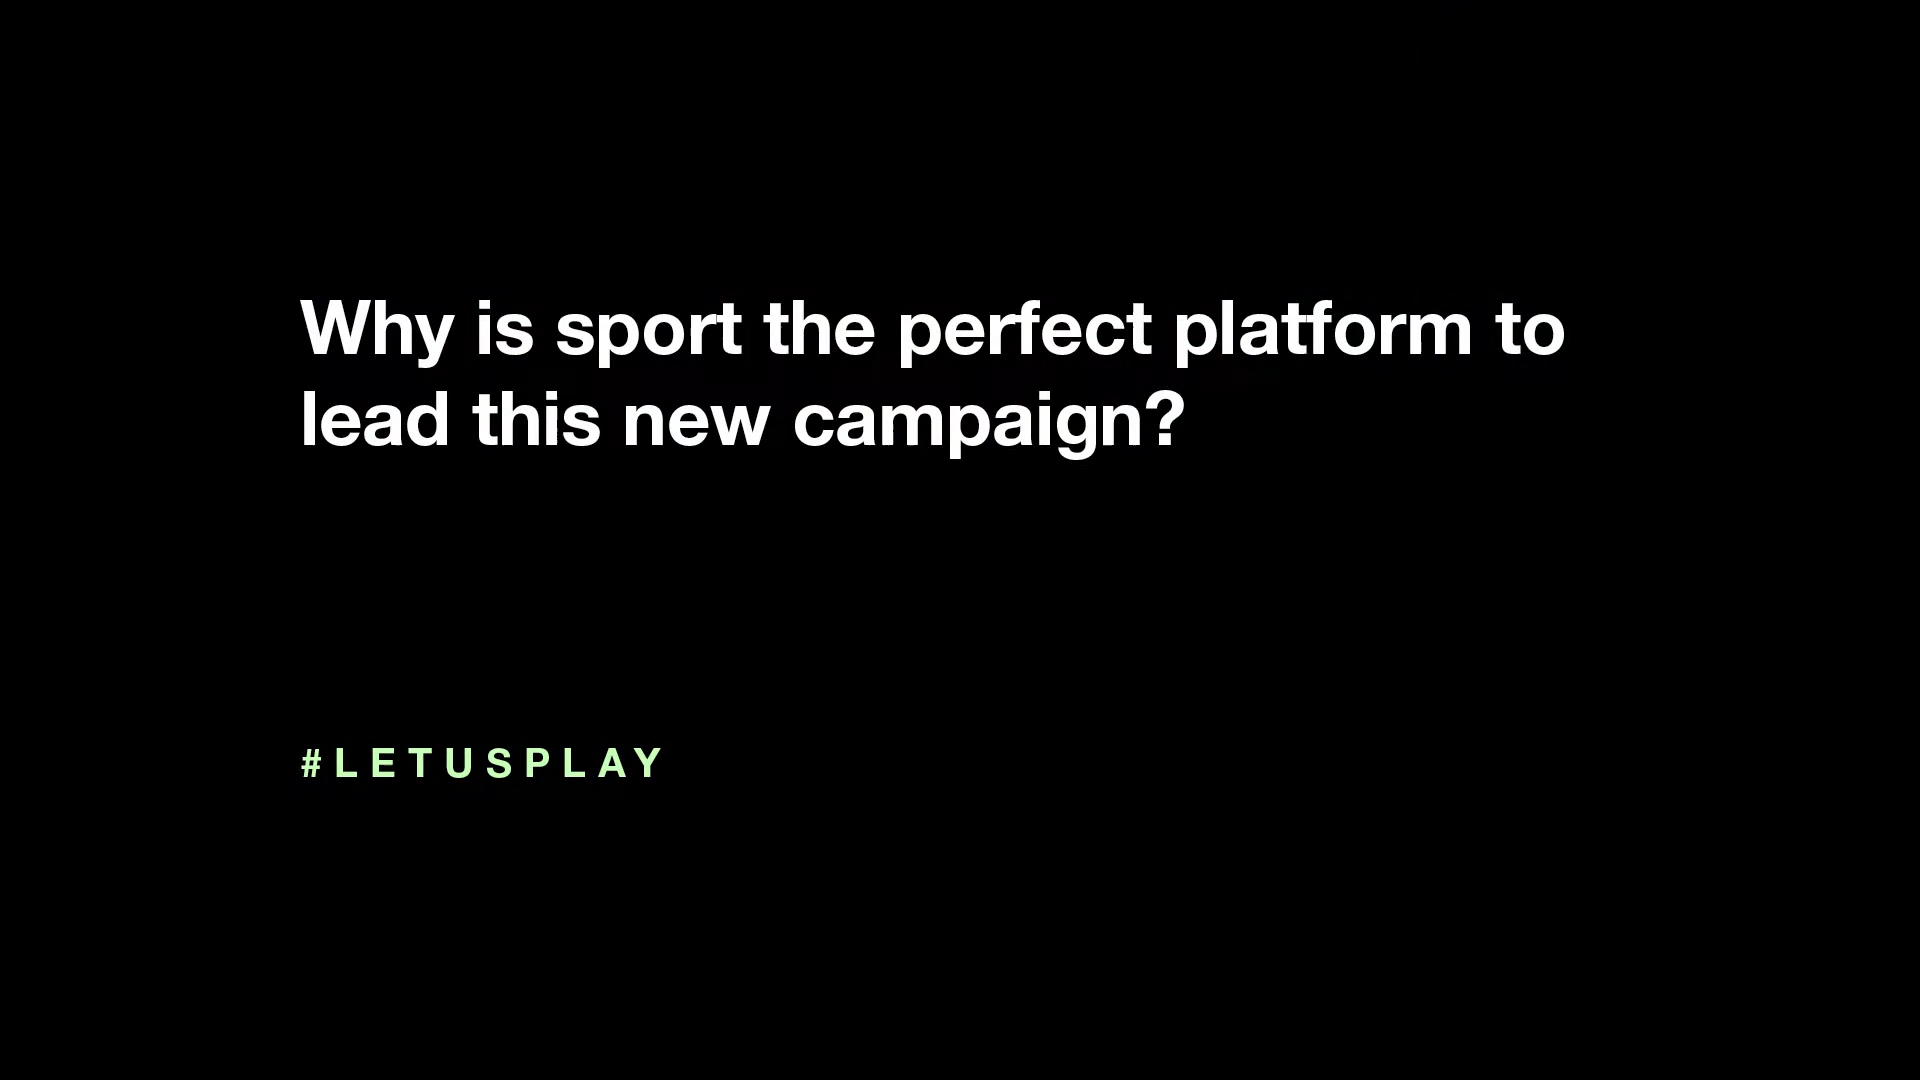 Why is sport the perfect platform to
lead this new campaign?
#LETUSPLAY